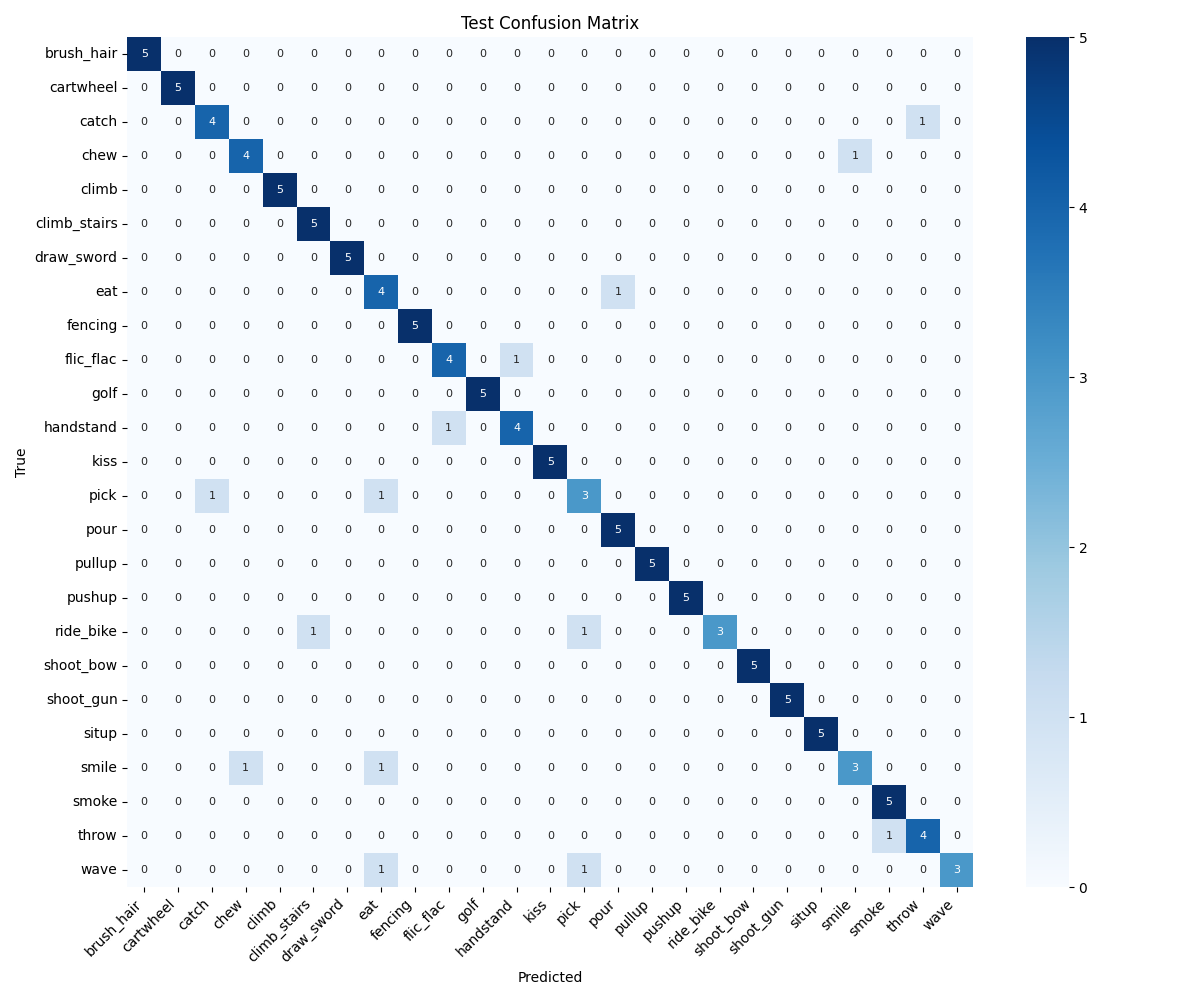 Test Confusion Matrix
brush_hair 5 0 0 0 0 0 0 0 0 0 0 0 0 0 0 0 0 0 0 0 0 0 0 0 0
cartwheel 0 5 0 0 0 0 0 0 0 0 0 0 0 0 0 0 0 0 0 0 0 0 0 0 0
catch 0 0 4 0 0 0 0 0 0 0 0 0 0 0 0 0 0 0 0 0 0 0 0 1 0
chew 0 0 0 4 0 0 0 0 0 0 0 0 0 0 0 0 0 0 0 0 0 1 0 0 0
climb 0 0 0 0 5 0 0 0 0 0 0 0 0 0 0 0 0 0 0 0 0 0 0 0 0
climb_stairs 0 0 0 0 0 5 0 0 0 0 0 0 0 0 0 0 0 0 0 0 0 0 0 0 0
draw_sword 0 0 0 0 0 0 5 0 0 0 0 0 0 0 0 0 0 0 0 0 0 0 0 0 0
eat 0 0 0 0 0 0 0 4 0 0 0 0 0 0 1 0 0 0 0 0 0 0 0 0 0
fencing 0 0 0 0 0 0 0 0 5 0 0 0 0 0 0 0 0 0 0 0 0 0 0 0 0
flic_flac 0 0 0 0 0 0 0 0 0 4 0 1 0 0 0 0 0 0 0 0 0 0 0 0 0
golf 0 0 0 0 0 0 0 0 0 0 5 0 0 0 0 0 0 0 0 0 0 0 0 0 0
handstand 0 0 0 0 0 0 0 0 0 1 0 4 0 0 0 0 0 0 0 0 0 0 0 0 0
kiss 0 0 0 0 0 0 0 0 0 0 0 0 5 0 0 0 0 0 0 0 0 0 0 0 0
pick 0 0 1 0 0 0 0 1 0 0 0 0 0 3 0 0 0 0 0 0 0 0 0 0 0
pour 0 0 0 0 0 0 0 0 0 0 0 0 0 0 5 0 0 0 0 0 0 0 0 0 0
pullup 0 0 0 0 0 0 0 0 0 0 0 0 0 0 0 5 0 0 0 0 0 0 0 0 0
pushup 0 0 0 0 0 0 0 0 0 0 0 0 0 0 0 0 5 0 0 0 0 0 0 0 0
ride_bike 0 0 0 0 0 1 0 0 0 0 0 0 0 1 0 0 0 3 0 0 0 0 0 0 0
shoot_bow 0 0 0 0 0 0 0 0 0 0 0 0 0 0 0 0 0 0 5 0 0 0 0 0 0
shoot_gun 0 0 0 0 0 0 0 0 0 0 0 0 0 0 0 0 0 0 0 5 0 0 0 0 0
situp 0 0 0 0 0 0 0 0 0 0 0 0 0 0 0 0 0 0 0 0 5 0 0 0 0
smile 0 0 0 1 0 0 0 1 0 0 0 0 0 0 0 0 0 0 0 0 0 3 0 0 0
smoke 0 0 0 0 0 0 0 0 0 0 0 0 0 0 0 0 0 0 0 0 0 0 5 0 0
throw 0 0 0 0 0 0 0 0 0 0 0 0 0 0 0 0 0 0 0 0 0 0 1 4 0
wave 0 0 0 0 0 0 0 1 0 0 0 0 0 1 0 0 0 0 0 0 0 0 0 0 3
True
brush_hair cartwheel catch chew climb climb_stairs draw_sword eat fencing flic_flac golf handstand kiss pick pour pullup pushup ride_bike shoot_bow shoot_gun situp smile smoke throw wave
Predicted
5
4
3
2
1
0